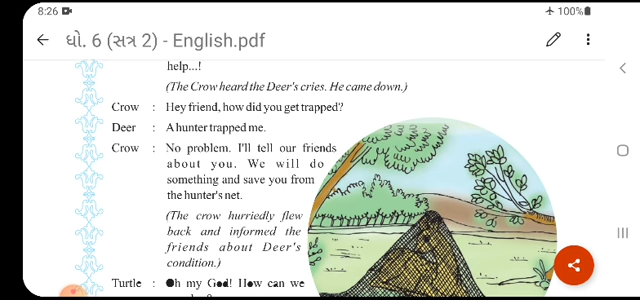 8:26 100%
ધો. 6 (સત્ર 2) - English.pdf
help...!
(The Crow heard the Deer's cries. He came down.)
Crow : Hey friend, how did you get trapped?
Deer : A hunter trapped me.
Crow : No problem. I'll tell our friends
about you. We will do
something and save you from
the hunter's net.
(The crow hurriedly flew
back and informed the
friends about Deer's
condition.)
Turtle : Oh my God! How can we